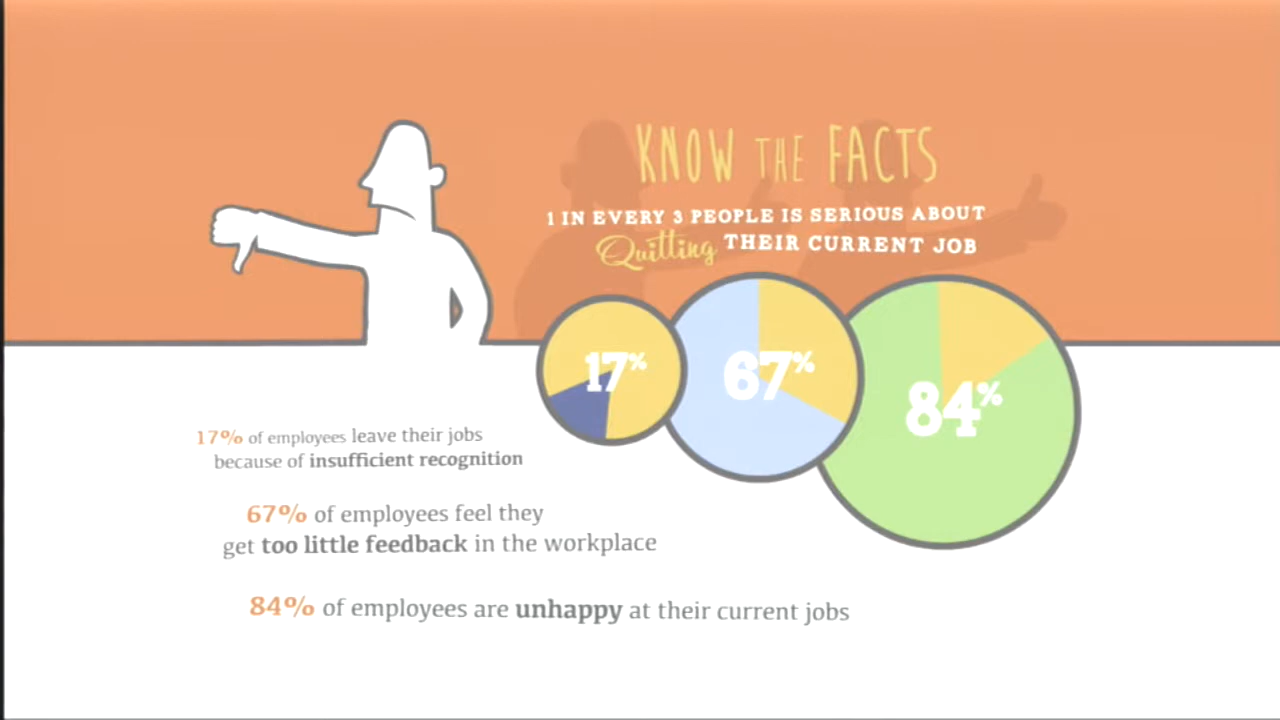 KNOW THE FACTS
1 IN EVERY 3 PEOPLE IS SERIOUS ABOUT
Quitting THEIR CURRENT JOB
17%
67%
84%
17% of employees leave their jobs
because of insufficient recognition
67% of employees feel they
get too little feedback in the workplace
84% of employees are unhappy at their current jobs